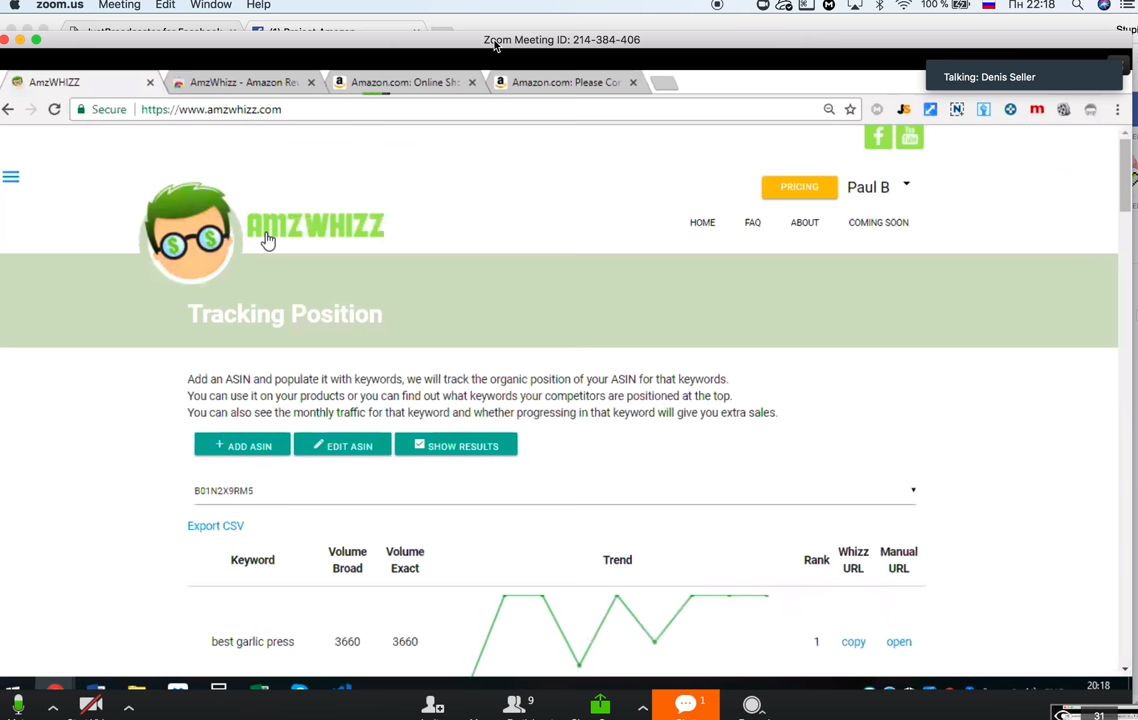 zoom.us Meeting Edit Window Help 100 % Пн 22:18
Zoom Meeting ID: 214-384-406
AmzWHIZZ AmzWhizz - Amazon Re Amazon.com: Online Sh Amazon.com: Please Co
Talking: Denis Seller
Secure https://www.amzwhizz.com
PRICING Paul B
AMZWHIZZ
HOME FAQ ABOUT COMING SOON
Tracking Position
Add an ASIN and populate it with keywords, we will track the organic position of your ASIN for that keywords.
You can use it on your products or you can find out what keywords your competitors are positioned at the top.
You can also see the monthly traffic for that keyword and whether progressing in that keyword will give you extra sales.
+ ADD ASIN EDIT ASIN SHOW RESULTS
B01N2X9RM5
Export CSV
Keyword Volume Broad Volume Exact Trend Rank Whizz URL Manual URL
best garlic press 3660 3660 1 copy open
20:18
9 1
31